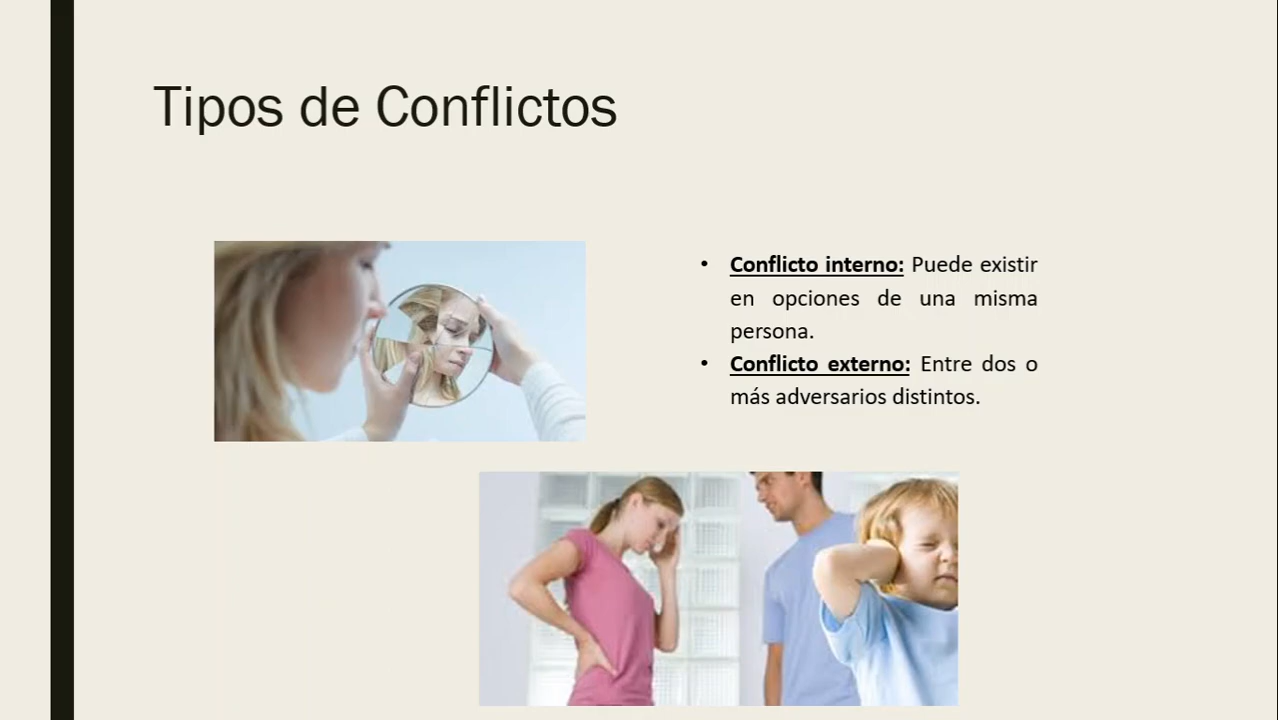 Tipos de Conflictos
• Conflicto interno: Puede existir
en opciones de una misma
persona.
• Conflicto externo: Entre dos o
más adversarios distintos.